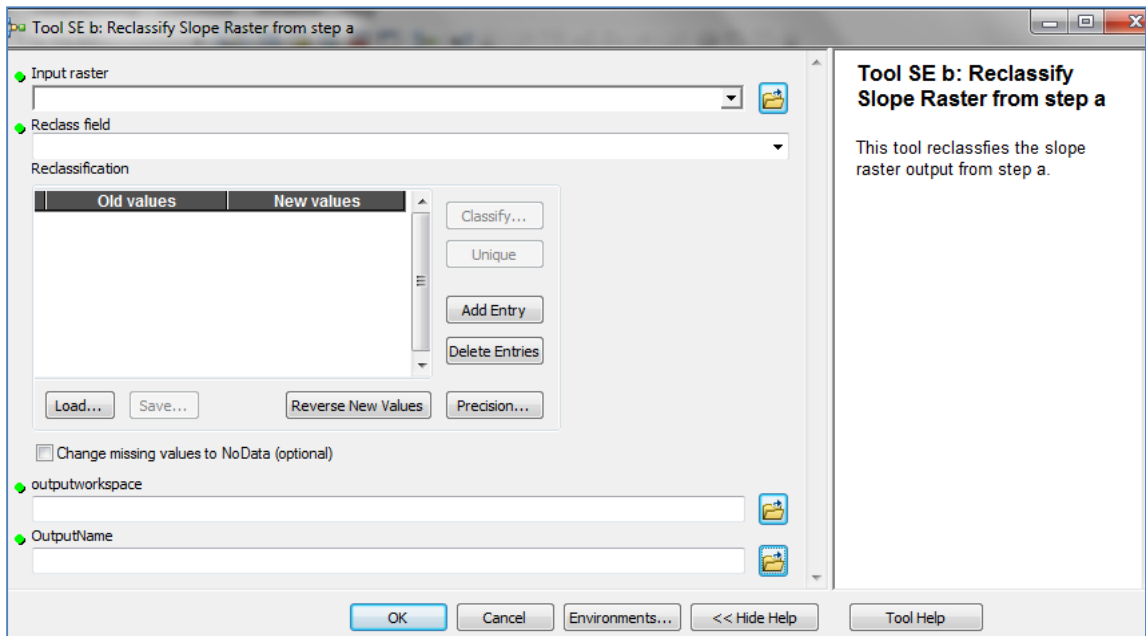 Tool SE b: Reclassify Slope Raster from step a
Input raster
Reclass field
Reclassification
Old values New values
Classify...
Unique
Add Entry
Delete Entries
Load... Save... Reverse New Values Precision...
Change missing values to NoData (optional)
outputworkspace
OutputName
OK Cancel Environments... << Hide Help Tool Help
Tool SE b: Reclassify
Slope Raster from step a
This tool reclassfies the slope
raster output from step a.